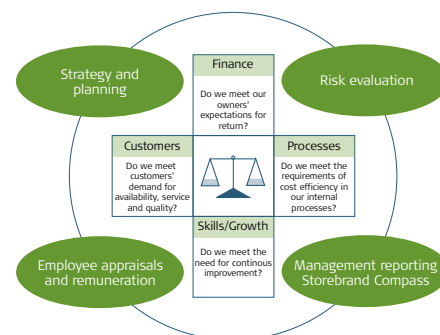 Strategy and
planning
Finance
Do we meet our
owners'
expectations for
return?
Risk evaluation
Customers
Do we meet
customers'
demand for
availability, service
and quality?
Processes
Do we meet the
requirements of
cost efficiency in
our internal
processes?
Skills/Growth
Do we meet the
need for continous
improvement?
Employee appraisals
and remuneration
Management reporting
Storebrand Compass